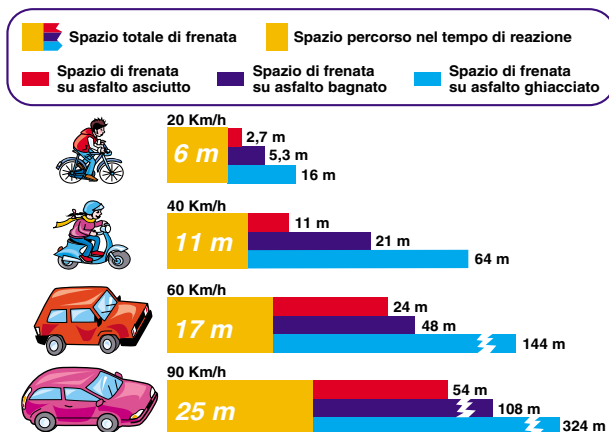 Spazio totale di frenata
Spazio percorso nel tempo di reazione
Spazio di frenata
su asfalto asciutto
Spazio di frenata
su asfalto bagnato
Spazio di frenata
su asfalto ghiacciato
20 Km/h
6 m
2,7 m
5,3 m
16 m
40 Km/h
11 m
11 m
21 m
64 m
60 Km/h
17 m
24 m
48 m
144 m
90 Km/h
25 m
54 m
108 m
324 m